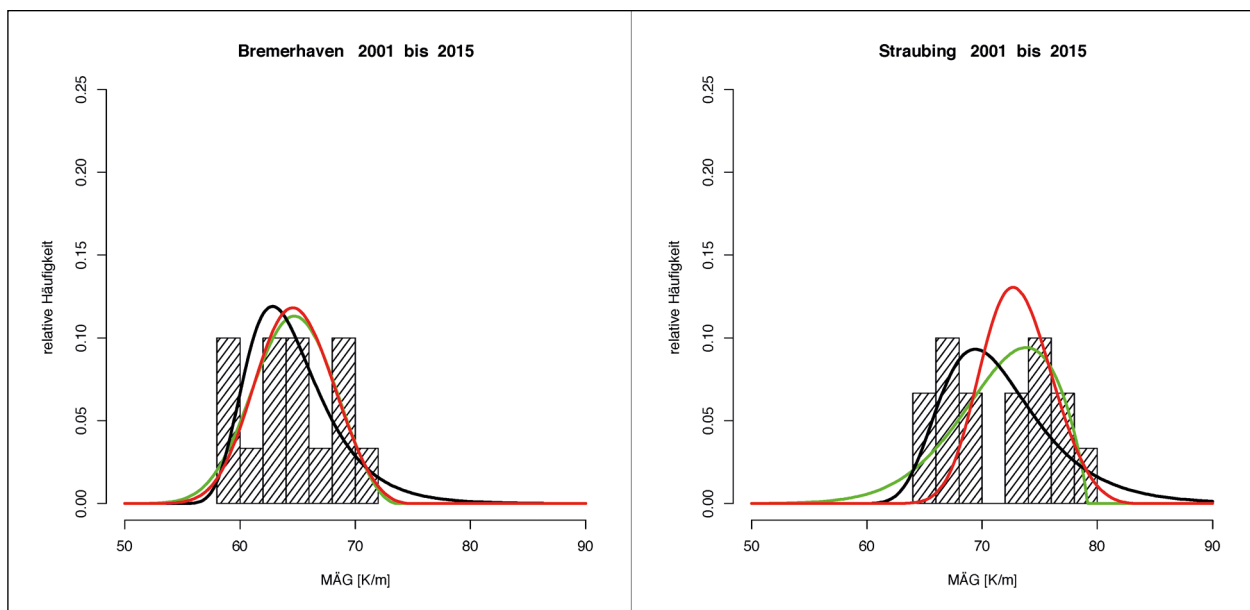 Bremerhaven 2001 bis 2015
0.25
0.20
0.15
0.10
0.05
0.00
relative Häufigkeit
50 60 70 80 90
MÄG [K/m]
Straubing 2001 bis 2015
0.25
0.20
0.15
0.10
0.05
0.00
relative Häufigkeit
50 60 70 80 90
MÄG [K/m]